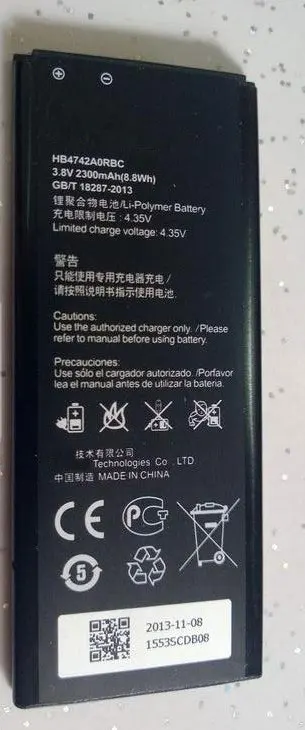 HB4742A0RBC
3.8V 2300mAh(8.8Wh)
GB/T 18287-2013
锂聚合物电池/Li-Polymer Battery
充电限制电压 : 4.35V
Limited charge voltage: 4.35V
警告
只能使用专用充电器充电 /
请按照说明书指示使用电池.
Cautions:
Use the authorized charger only. /Please
refer to manual before using battery.
Precauciones:
Use sólo el cargador autorizado. /Porfavor
lea el manual antes de utilizar la bateria.
技术有限公司
Technologies Co . LTD.
中国制造 MADE IN CHINA
CE
5
2013-11-08
1553SCDB08